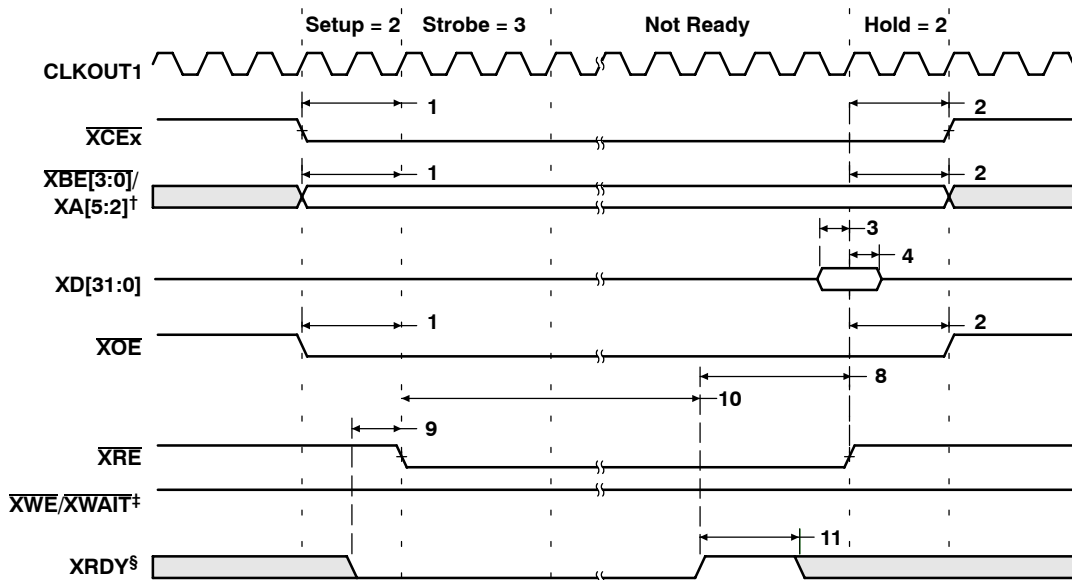 Setup = 2 Strobe = 3 Not Ready Hold = 2
CLKOUT1
1 2
XCEx
1 2
XBE[3:0]/
XA[5:2]†
3
4
XD[31:0]
1 2
XOE
8
10
9
XRE
XWE/XWAIT‡
11
XRDY§